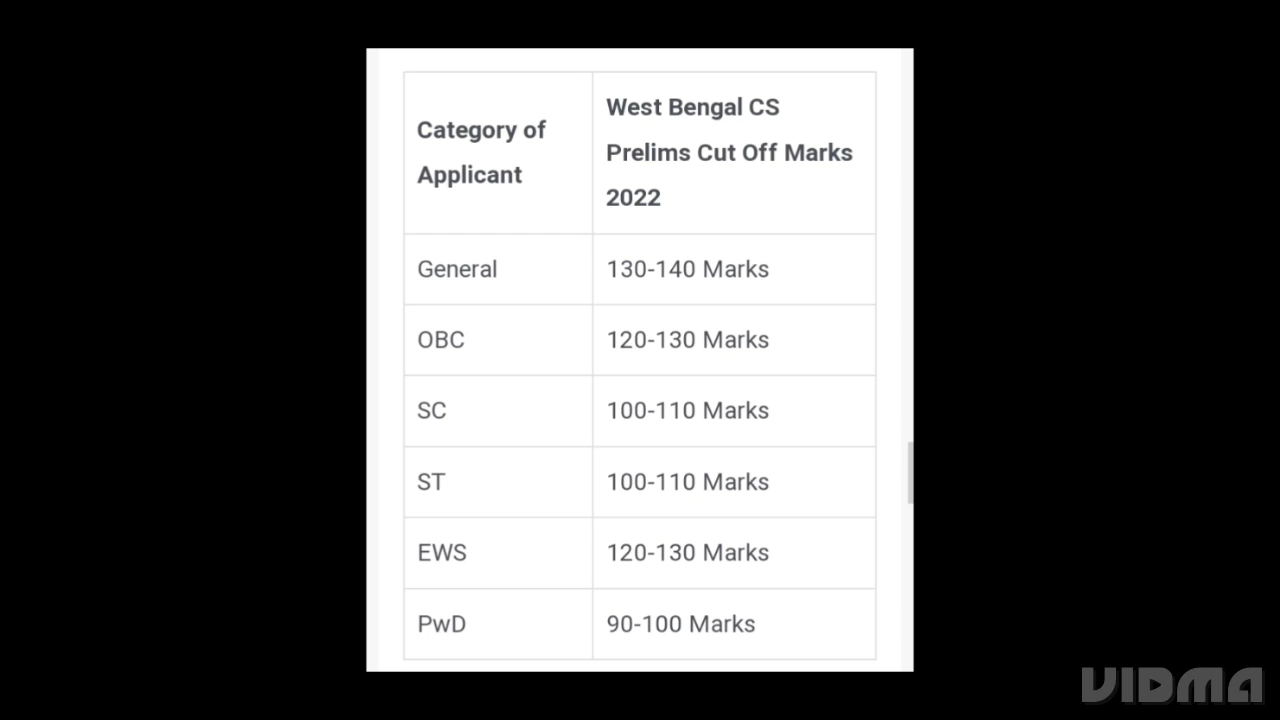 Category of
Applicant
West Bengal CS
Prelims Cut Off Marks
2022
General
130-140 Marks
OBC
120-130 Marks
SC
100-110 Marks
ST
100-110 Marks
EWS
120-130 Marks
PwD
90-100 Marks
VIDMA